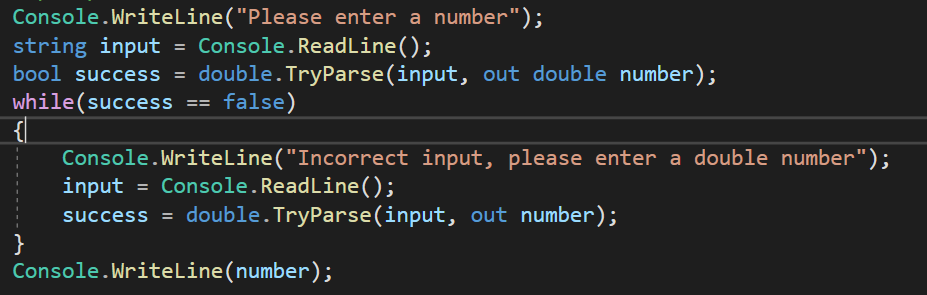 Console.WriteLine("Please enter a number");
string input = Console.ReadLine();
bool success = double.TryParse(input, out double number);
while(success == false)
{
    Console.WriteLine("Incorrect input, please enter a double number");
    input = Console.ReadLine();
    success = double.TryParse(input, out number);
}
Console.WriteLine(number);